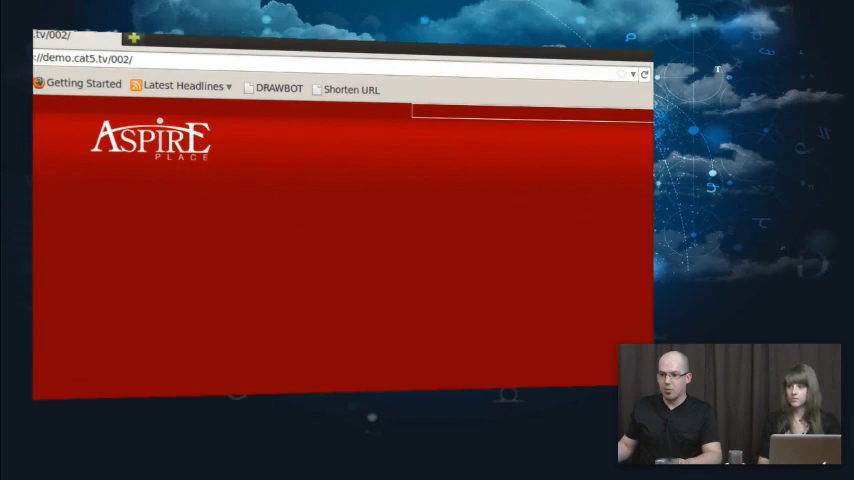 .tv/002/
://demo.cat5.tv/002/
Getting Started Latest Headlines DRAWBOT Shorten URL
ASPIRE
PLACE